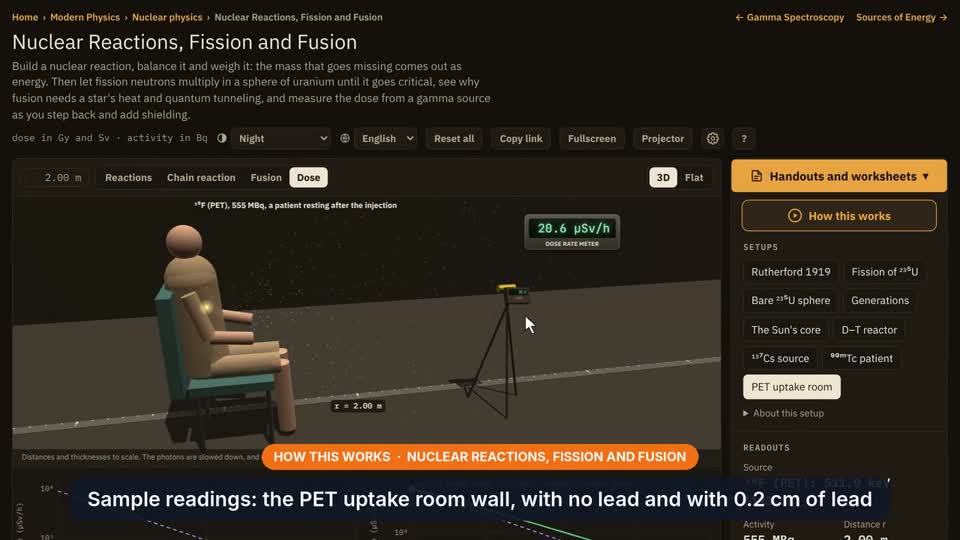 Home › Modern Physics › Nuclear physics › Nuclear Reactions, Fission and Fusion
← Gamma Spectroscopy Sources of Energy →
Nuclear Reactions, Fission and Fusion
Build a nuclear reaction, balance it and weigh it: the mass that goes missing comes out as
energy. Then let fission neutrons multiply in a sphere of uranium until it goes critical, see why
fusion needs a star's heat and quantum tunneling, and measure the dose from a gamma source
as you step back and add shielding.
dose in Gy and Sv · activity in Bq Night English Reset all Copy link Fullscreen Projector ?
2.00 m Reactions Chain reaction Fusion Dose 3D Flat
Handouts and worksheets ▾
¹⁸F (PET), 555 MBq, a patient resting after the injection
20.6 µSv/h
DOSE RATE METER
How this works
SETUPS
Rutherford 1919 Fission of ²³⁵U
Bare ²³⁵U sphere Generations
The Sun's core D–T reactor
¹³⁷Cs source ⁹⁹ᵐTc patient
PET uptake room
▸ About this setup
r = 2.00 m
READOUTS
Distances and thicknesses to scale. The photons are slowed down, and
HOW THIS WORKS · NUCLEAR REACTIONS, FISSION AND FUSION
Source
¹⁸F (PET): 511.0 keV
Sample readings: the PET uptake room wall, with no lead and with 0.2 cm of lead
Activity Distance r
555 MBq 2.00 m